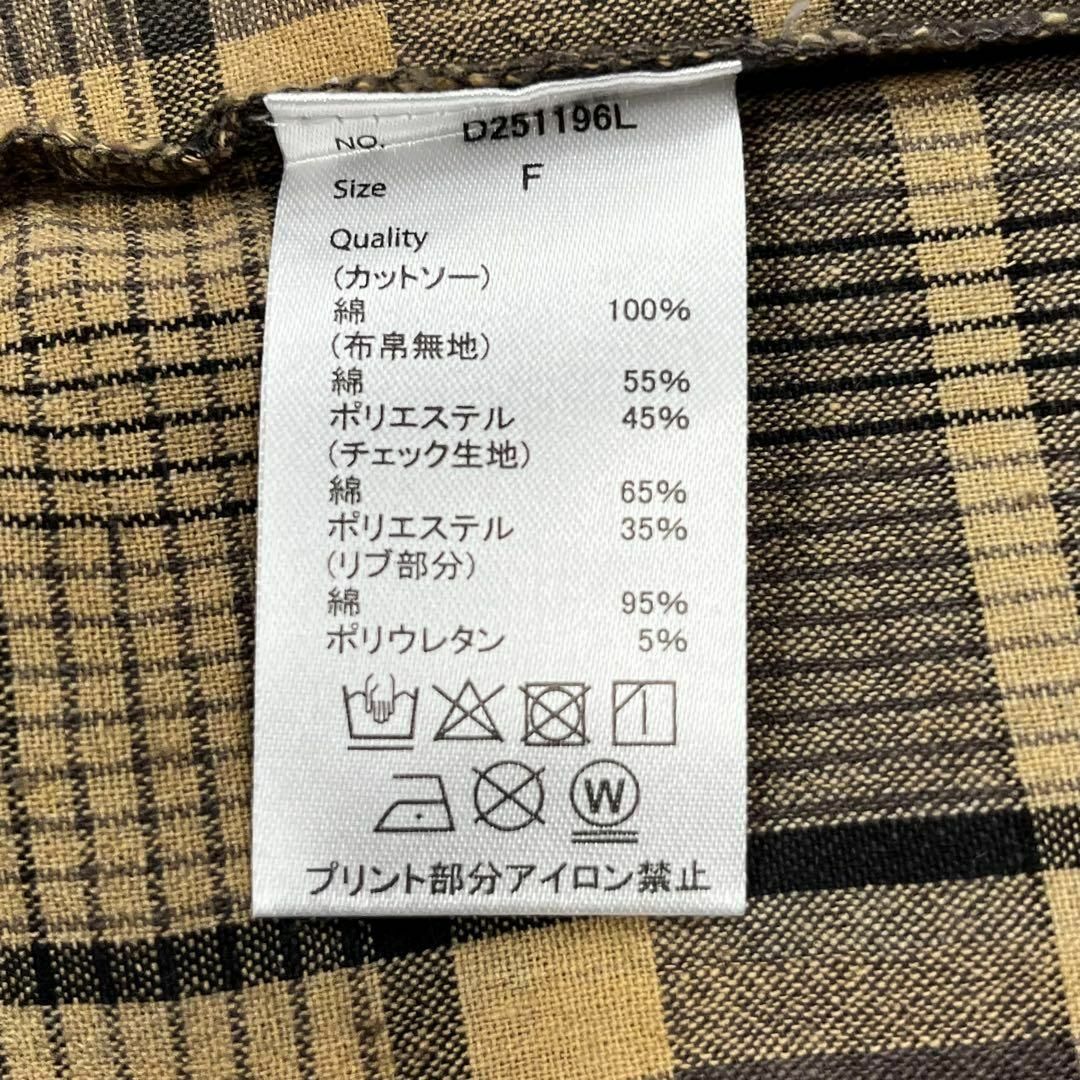 NO. D251196L
Size F
Quality
(カットソー)
綿 100%
(布帛無地)
綿 55%
ポリエステル 45%
(チェック生地)
綿 65%
ポリエステル 35%
(リブ部分)
綿 95%
ポリウレタン 5%
W
プリント部分アイロン禁止